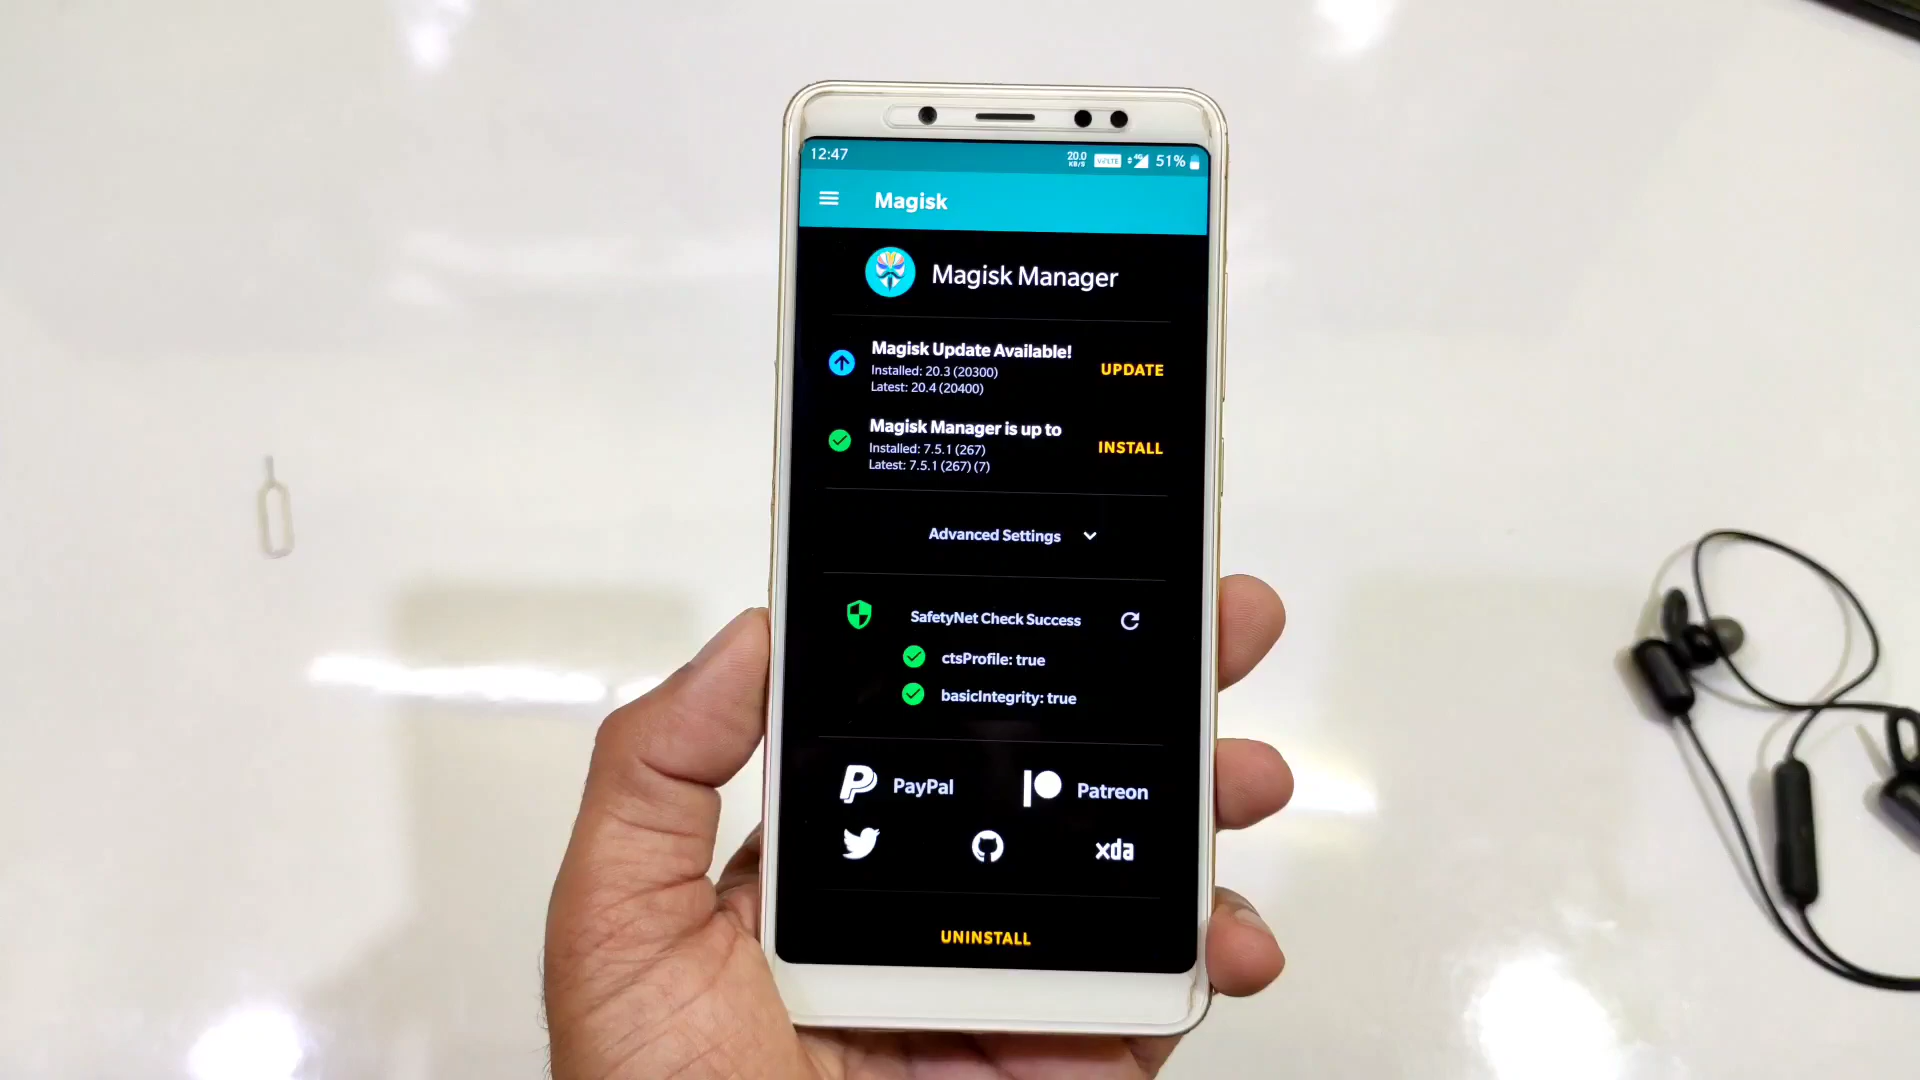 12:47
20.0
KB/S
VoLTE
4G
51%
Magisk
Magisk Manager
Magisk Update Available!
Installed: 20.3 (20300)
Latest: 20.4 (20400)
UPDATE
Magisk Manager is up to
Installed: 7.5.1 (267)
Latest: 7.5.1 (267) (7)
INSTALL
Advanced Settings
SafetyNet Check Success
ctsProfile: true
basicIntegrity: true
PayPal
Patreon
xda
UNINSTALL